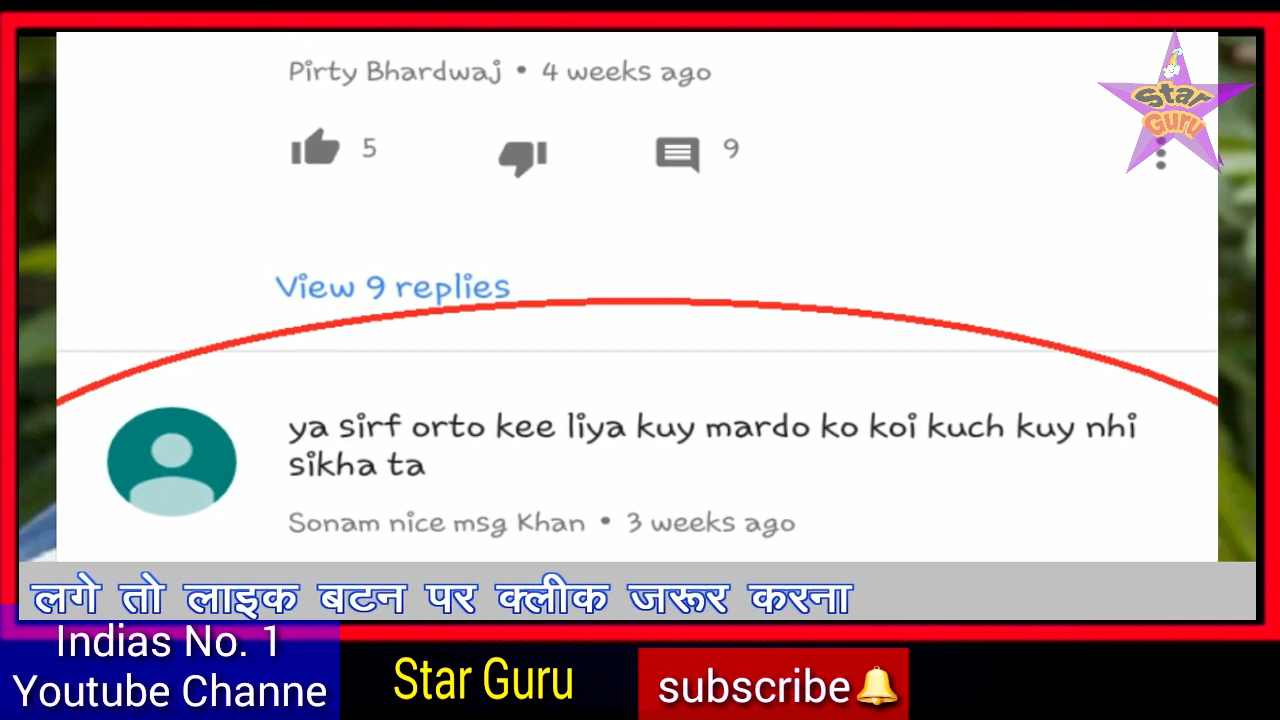 Pirty Bhardwaj • 4 weeks ago
Star
Guru
5 9
View 9 replies
ya sirf orto kee liya kuy mardo ko koi kuch kuy nhi
sikha ta
Sonam nice msg Khan • 3 weeks ago
लगे तो लाइक बटन पर क्लीक जरूर करना
Indias No. 1
Youtube Channe
Star Guru
subscribe🔔